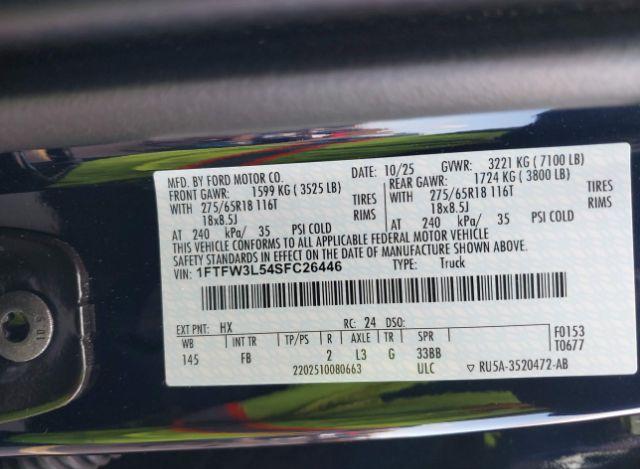 MFD. BY FORD MOTOR CO. DATE: 10/25 GVWR: 3221 KG ( 7100 LB)
FRONT GAWR: 1599 KG ( 3525 LB) REAR GAWR: 1724 KG ( 3800 LB)
WITH 275/65R18 116T TIRES WITH 275/65R18 116T TIRES
18x8.5J RIMS 18x8.5J RIMS
AT 240 kPa/ 35 PSI COLD AT 240 kPa/ 35 PSI COLD
THIS VEHICLE CONFORMS TO ALL APPLICABLE FEDERAL MOTOR VEHICLE
SAFETY STANDARDS IN EFFECT ON THE DATE OF MANUFACTURE SHOWN ABOVE.
VIN: 1FTFW3L54SFC26446 TYPE: Truck
EXT PNT: HX RC: 24 DSO: F0153
WB INT TR TP/PS R AXLE TR SPR T0677
145 FB 2 L3 G 33BB
2202510080663 ULC ▽ RU5A-3520472-AB